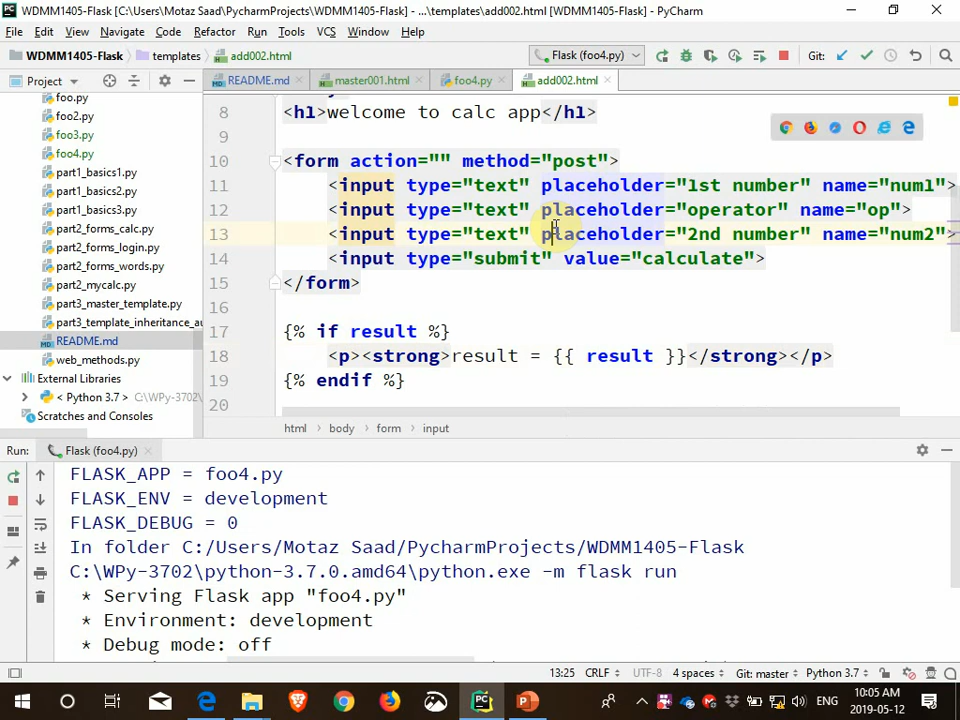 WDMM1405-Flask [C:\Users\Motaz Saad\PycharmProjects\WDMM1405-Flask] - ...\templates\add002.html [WDMM1405-Flask] - PyCharm
File Edit View Navigate Code Refactor Run Tools VCS Window Help
WDMM1405-Flask templates add002.html Flask (foo4.py) Git:
Project README.md master001.html foo4.py add002.html
foo.py
foo2.py
foo3.py
foo4.py
part1_basics1.py
part1_basics2.py
part1_basics3.py
part2_forms_calc.py
part2_forms_login.py
part2_forms_words.py
part2_mycalc.py
part3_master_template.py
part3_template_inheritance_au
README.md
web_methods.py
External Libraries
< Python 3.7 > C:\WPy-3702\
Scratches and Consoles
8 <h1>welcome to calc app</h1>
9
10 <form action="" method="post">
11 <input type="text" placeholder="1st number" name="num1">
12 <input type="text" placeholder="operator" name="op">
13 <input type="text" placeholder="2nd number" name="num2">
14 <input type="submit" value="calculate">
15 </form>
16
17 {% if result %}
18 <p><strong>result = {{ result }}</strong></p>
19 {% endif %}
20
html body form input
Run: Flask (foo4.py)
FLASK_APP = foo4.py
FLASK_ENV = development
FLASK_DEBUG = 0
In folder C:/Users/Motaz Saad/PycharmProjects/WDMM1405-Flask
C:\WPy-3702\python-3.7.0.amd64\python.exe -m flask run
* Serving Flask app "foo4.py"
* Environment: development
* Debug mode: off
13:25 CRLF UTF-8 4 spaces Git: master Python 3.7
ENG
10:05 AM
2019-05-12